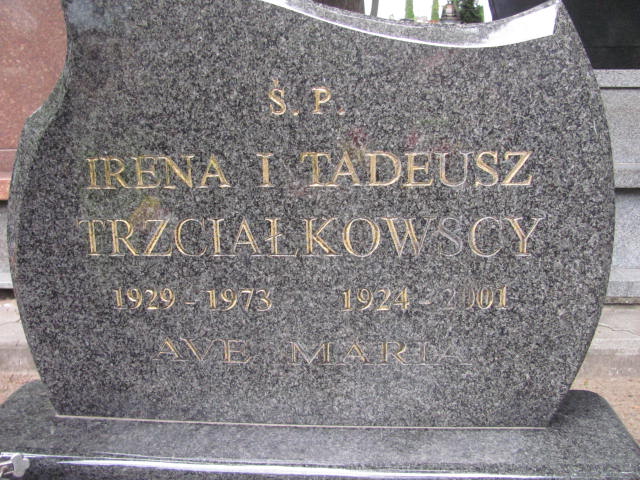 Ś. P.
IRENA I TADEUSZ
TRZCIAŁKOWSCY
1929 - 1973 1924 - 2001
AVE MARIA